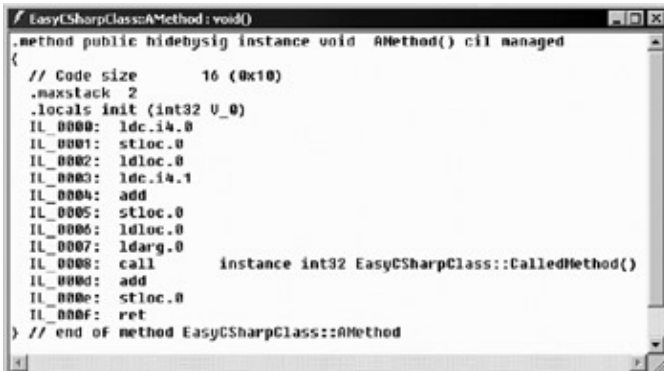 EasyCSharpClass::AMethod : void()
.method public hidebysig instance void  AMethod() cil managed
{
  // Code size       16 (0x10)
  .maxstack  2
  .locals init (int32 V_0)
  IL_0000:  ldc.i4.0
  IL_0001:  stloc.0
  IL_0002:  ldloc.0
  IL_0003:  ldc.i4.1
  IL_0004:  add
  IL_0005:  stloc.0
  IL_0006:  ldloc.0
  IL_0007:  ldarg.0
  IL_0008:  call       instance int32 EasyCSharpClass::CalledMethod()
  IL_000d:  add
  IL_000e:  stloc.0
  IL_000f:  ret
} // end of method EasyCSharpClass::AMethod